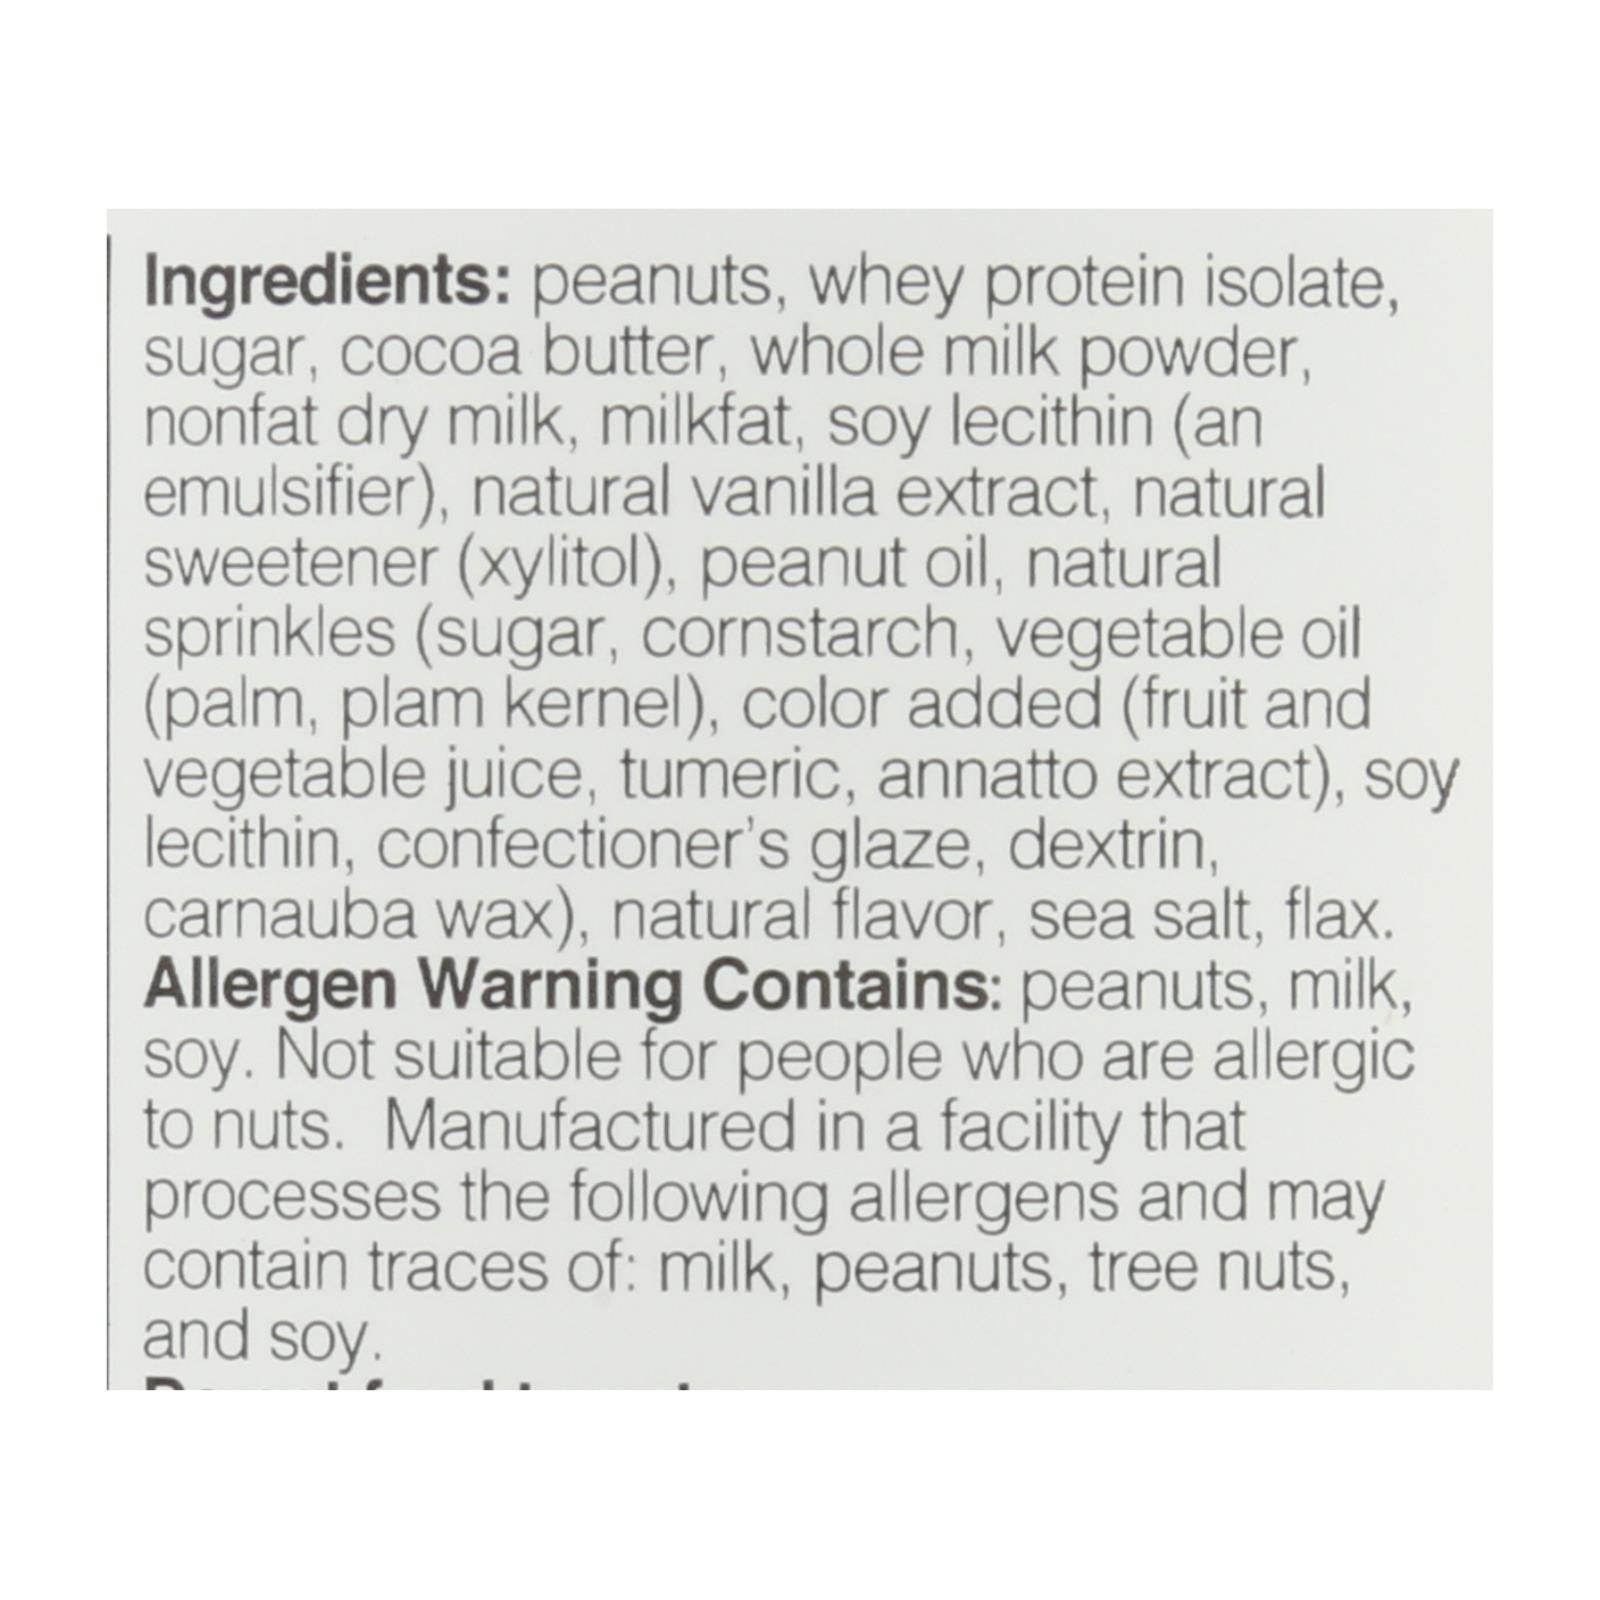 Ingredients: peanuts, whey protein isolate,
sugar, cocoa butter, whole milk powder,
nonfat dry milk, milkfat, soy lecithin (an
emulsifier), natural vanilla extract, natural
sweetener (xylitol), peanut oil, natural
sprinkles (sugar, cornstarch, vegetable oil
(palm, plam kernel), color added (fruit and
vegetable juice, tumeric, annatto extract), soy
lecithin, confectioner's glaze, dextrin,
carnauba wax), natural flavor, sea salt, flax.
Allergen Warning Contains: peanuts, milk,
soy. Not suitable for people who are allergic
to nuts.  Manufactured in a facility that
processes the following allergens and may
contain traces of: milk, peanuts, tree nuts,
and soy.